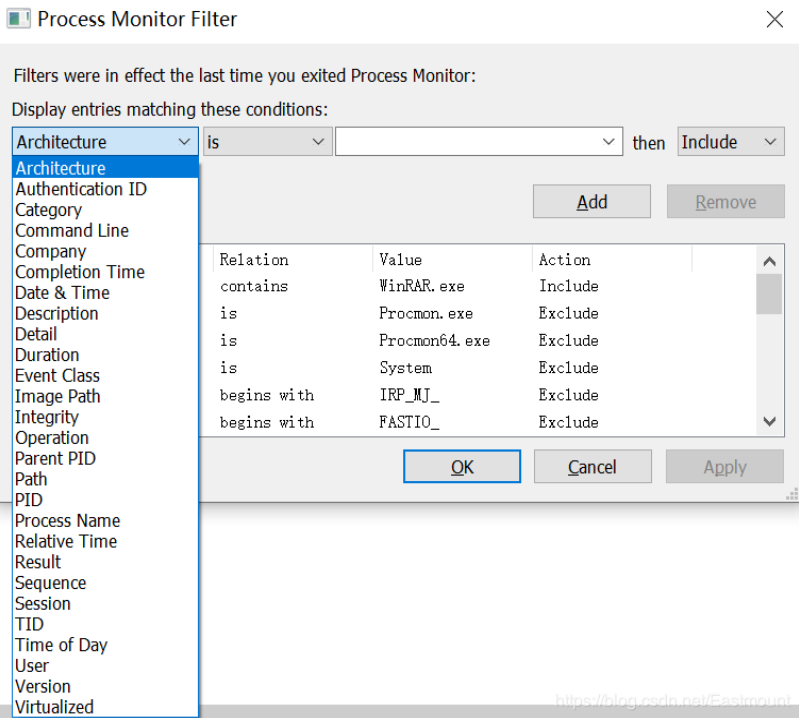 Process Monitor Filter
Filters were in effect the last time you exited Process Monitor:
Display entries matching these conditions:
Architecture is then Include
Architecture
Authentication ID
Category
Command Line
Company
Completion Time
Date & Time
Description
Detail
Duration
Event Class
Image Path
Integrity
Operation
Parent PID
Path
PID
Process Name
Relative Time
Result
Sequence
Session
TID
Time of Day
User
Version
Virtualized
Add Remove
Relation Value Action
contains WinRAR.exe Include
is Procmon.exe Exclude
is Procmon64.exe Exclude
is System Exclude
begins with IRP_MJ_ Exclude
begins with FASTIO_ Exclude
OK Cancel Apply
https://blog.csdn.net/Eastmount